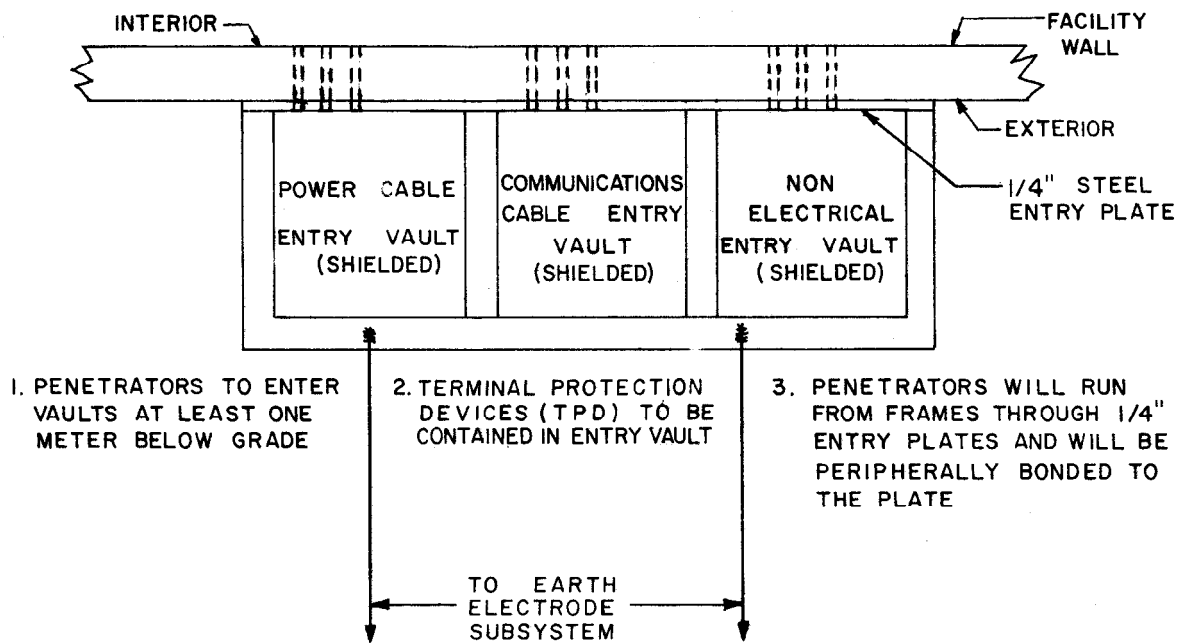 INTERIOR
FACILITY
WALL
EXTERIOR
1/4" STEEL
ENTRY PLATE
POWER CABLE
ENTRY VAULT
(SHIELDED)
COMMUNICATIONS
CABLE ENTRY
VAULT
(SHIELDED)
NON
ELECTRICAL
ENTRY VAULT
(SHIELDED)
1. PENETRATORS TO ENTER
VAULTS AT LEAST ONE
METER BELOW GRADE
2. TERMINAL PROTECTION
DEVICES (TPD) TO BE
CONTAINED IN ENTRY VAULT
3. PENETRATORS WILL RUN
FROM FRAMES THROUGH 1/4"
ENTRY PLATES AND WILL BE
PERIPHERALLY BONDED TO
THE PLATE
TO EARTH
ELECTRODE
SUBSYSTEM